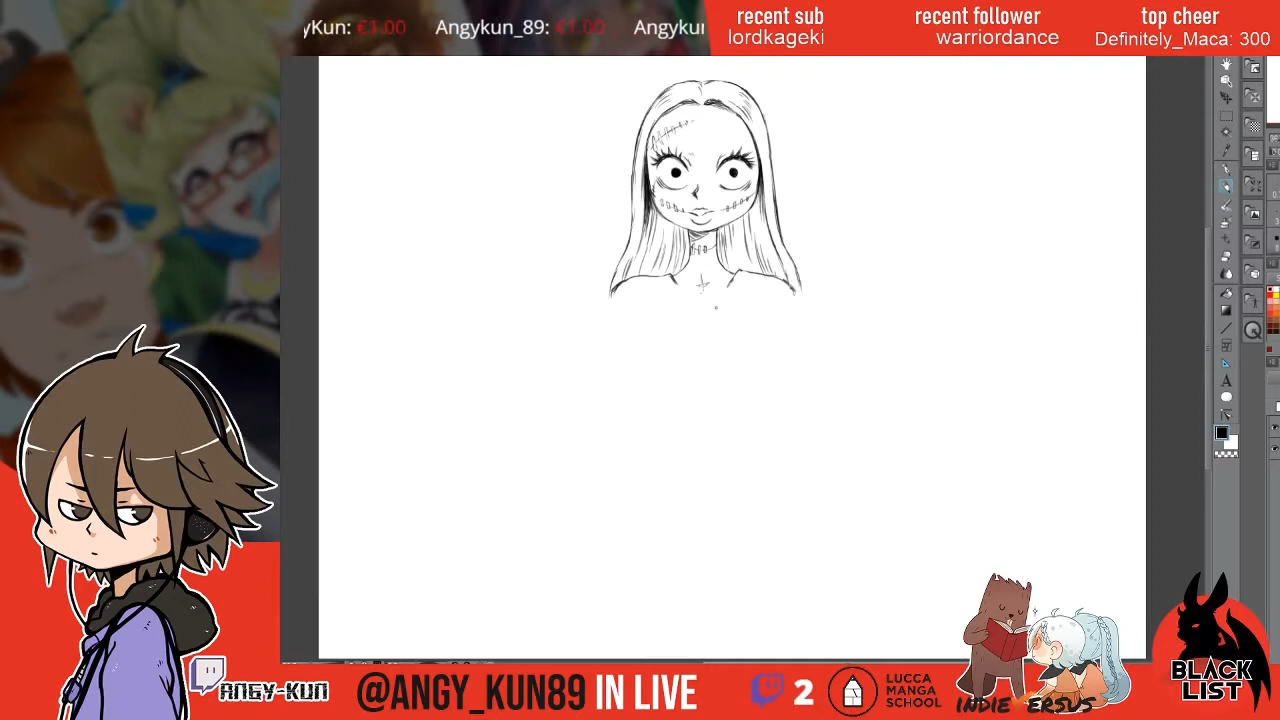 yKun: €1.00 Angykun_89: €1.00 Angykun
recent sub
lordkageki
recent follower
warriordance
top cheer
Definitely_Maca: 300
ANGY-KUN
@ANGY_KUN89 IN LIVE
2
LUCCA
MANGA
SCHOOL
INDIE ERSUS
BLACK
LIST